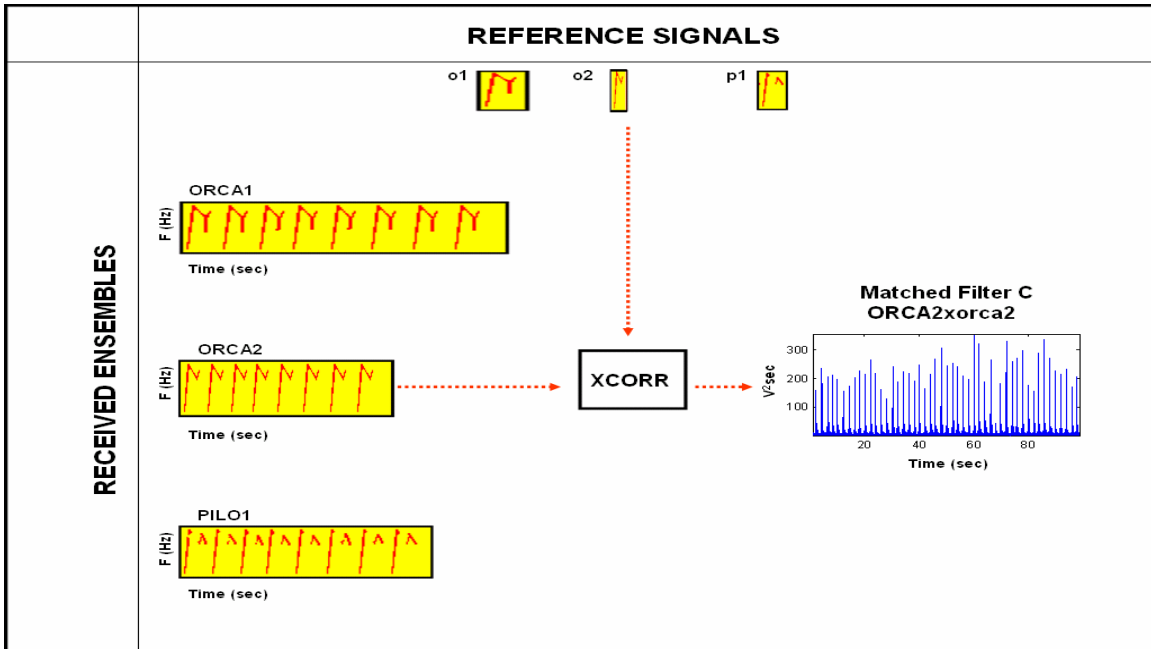 REFERENCE SIGNALS
o1
o2
p1
RECEIVED ENSEMBLES
ORCA1
F (Hz)
Time (sec)
ORCA2
F (Hz)
Time (sec)
XCORR
Matched Filter C
ORCA2xorca2
V²sec
300
200
100
20
40
60
80
Time (sec)
PILO1
F (Hz)
Time (sec)